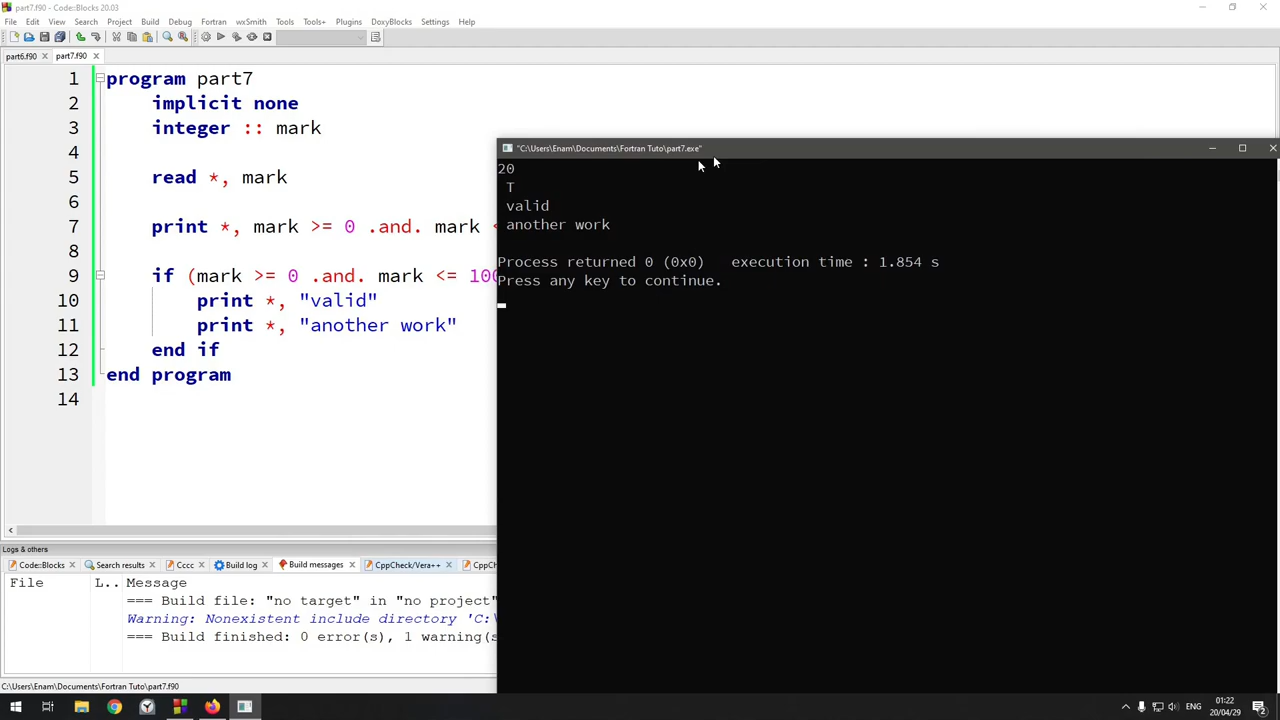 part7.f90 - Code::Blocks 20.03
File Edit View Search Project Build Debug Fortran wxSmith Tools Tools+ Plugins DoxyBlocks Settings Help
part6.f90 part7.f90
1 program part7
2 implicit none
3 integer :: mark
4
5 read *, mark
6
7 print *, mark >= 0 .and. mark <
8
9 if (mark >= 0 .and. mark <= 100
10 print *, "valid"
11 print *, "another work"
12 end if
13 end program
14
"C:\Users\Enam\Documents\Fortran Tuto\part7.exe"
20
T
valid
another work
Process returned 0 (0x0) execution time : 1.854 s
Press any key to continue.
Logs & others
Code::Blocks Search results Cccc Build log Build messages CppCheck/Vera++ CppCh
File L.. Message
=== Build file: "no target" in "no project"
Warning: Nonexistent include directory 'C:\
=== Build finished: 0 error(s), 1 warning(s
C:\Users\Enam\Documents\Fortran Tuto\part7.f90
ENG
01:22
20/04/29
2